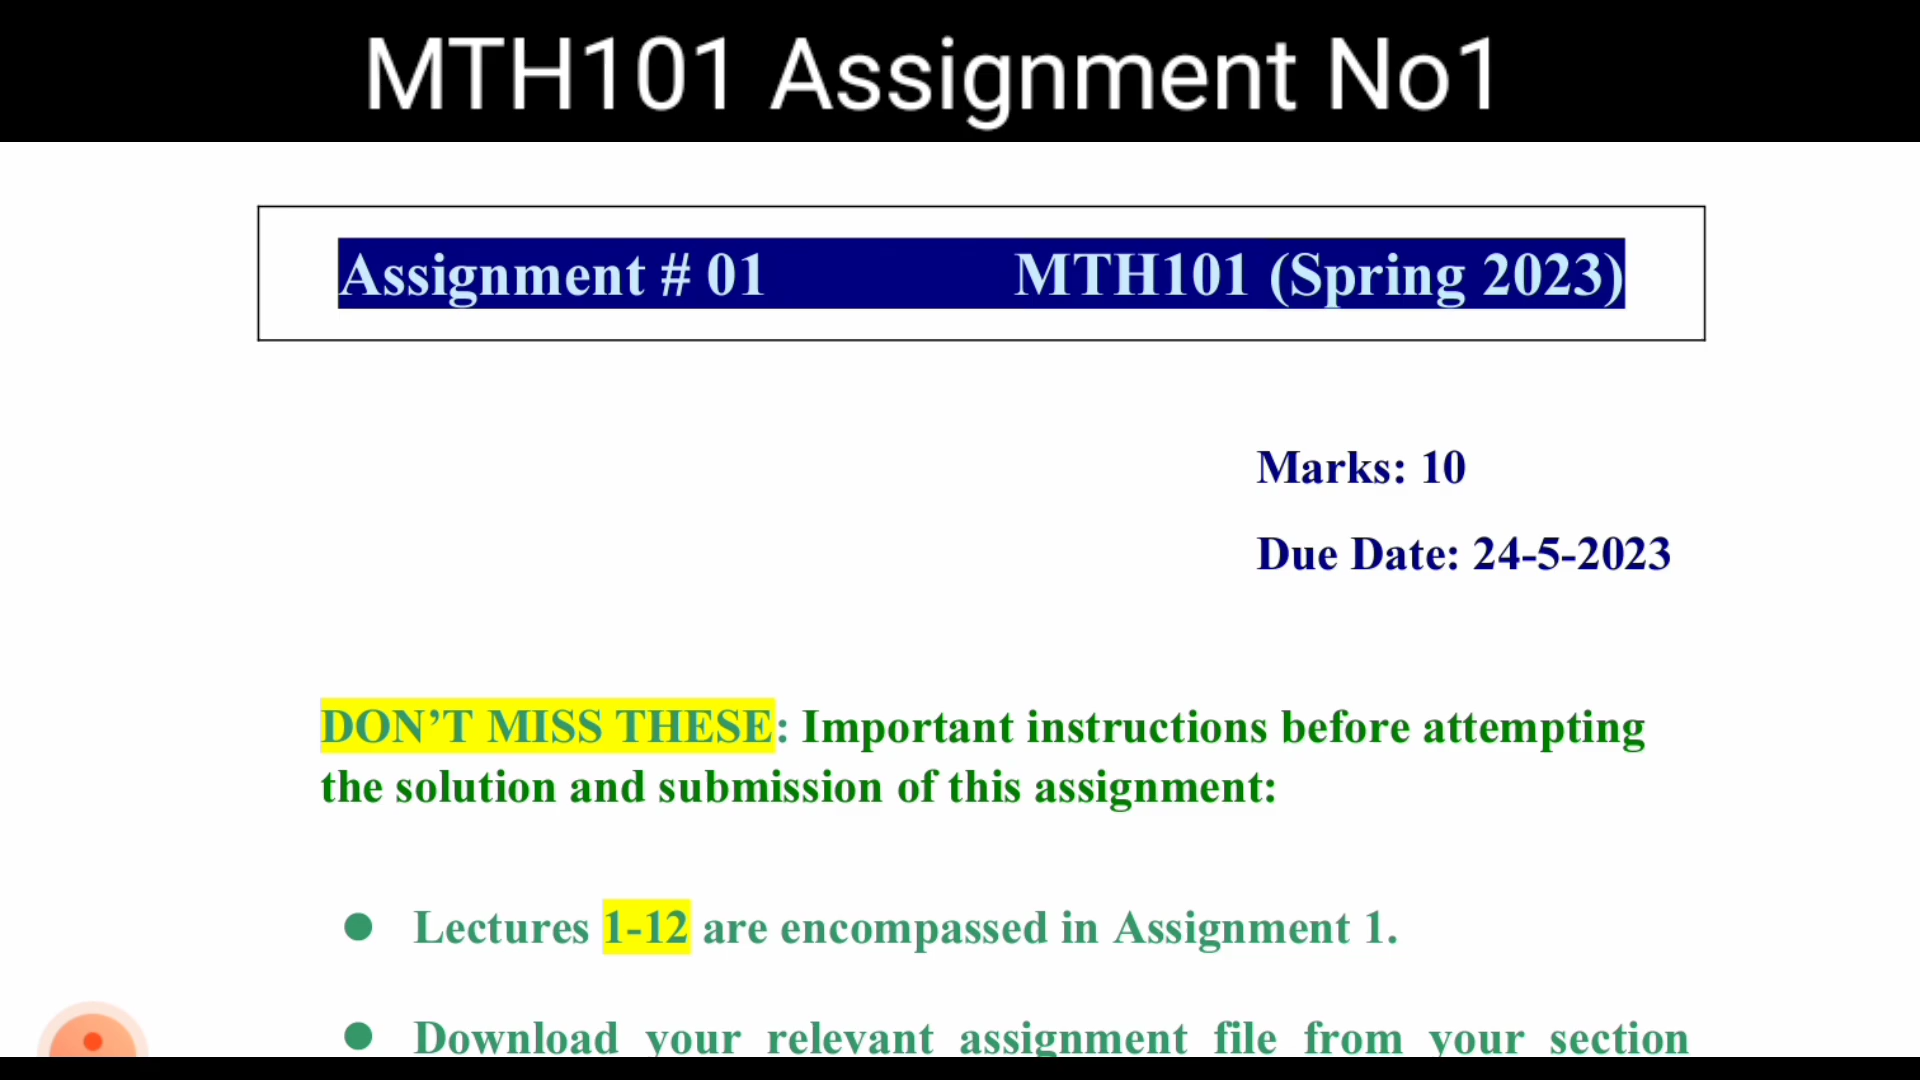 MTH101 Assignment No1
Assignment # 01 MTH101 (Spring 2023)
Marks: 10
Due Date: 24-5-2023
DON’T MISS THESE: Important instructions before attempting
the solution and submission of this assignment:
● Lectures 1-12 are encompassed in Assignment 1.
● Download your relevant assignment file from your section